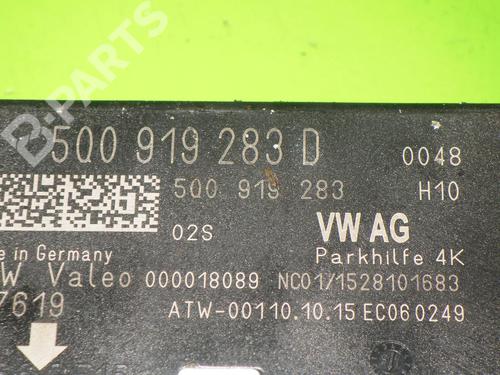 B-PARTS
5Q0 919 283 D
0048
5Q0 919 283
H10
02S
VW AG
Parkhilfe 4K
in Germany
W Valeo 000018089 NC01/1528101683
7619
ATW-00110.10.15 EC060249